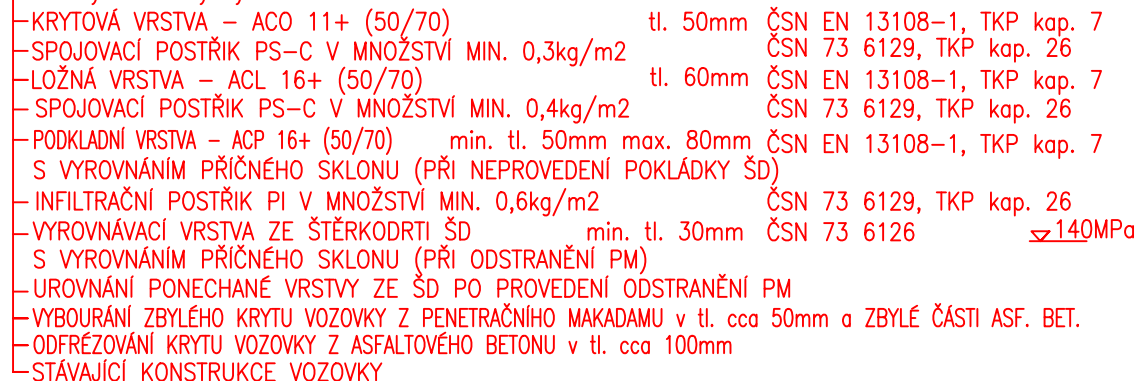 KRYTOVÁ VRSTVA – ACO 11+ (50/70) tl. 50mm ČSN EN 13108–1, TKP kap. 7
SPOJOVACÍ POSTŘIK PS–C V MNOŽSTVÍ MIN. 0,3kg/m2 ČSN 73 6129, TKP kap. 26
LOŽNÁ VRSTVA – ACL 16+ (50/70) tl. 60mm ČSN EN 13108–1, TKP kap. 7
SPOJOVACÍ POSTŘIK PS–C V MNOŽSTVÍ MIN. 0,4kg/m2 ČSN 73 6129, TKP kap. 26
PODKLADNÍ VRSTVA – ACP 16+ (50/70) min. tl. 50mm max. 80mm ČSN EN 13108–1, TKP kap. 7
S VYROVNÁNÍM PŘÍČNÉHO SKLONU (PŘI NEPROVEDENÍ POKLÁDKY ŠD)
INFILTRAČNÍ POSTŘIK PI V MNOŽSTVÍ MIN. 0,6kg/m2 ČSN 73 6129, TKP kap. 26
VYROVNÁVACÍ VRSTVA ZE ŠTĚRKODRTI ŠD min. tl. 30mm ČSN 73 6126 140MPa
S VYROVNÁNÍM PŘÍČNÉHO SKLONU (PŘI ODSTRANĚNÍ PM)
UROVNÁNÍ PONECHANÉ VRSTVY ZE ŠD PO PROVEDENÍ ODSTRANĚNÍ PM
VYBOURÁNÍ ZBYLÉHO KRYTU VOZOVKY Z PENETRAČNÍHO MAKADAMU v tl. cca 50mm a ZBYLÉ ČÁSTI ASF. BET.
ODFRÉZOVÁNÍ KRYTU VOZOVKY Z ASFALTOVÉHO BETONU v tl. cca 100mm
STÁVAJÍCÍ KONSTRUKCE VOZOVKY